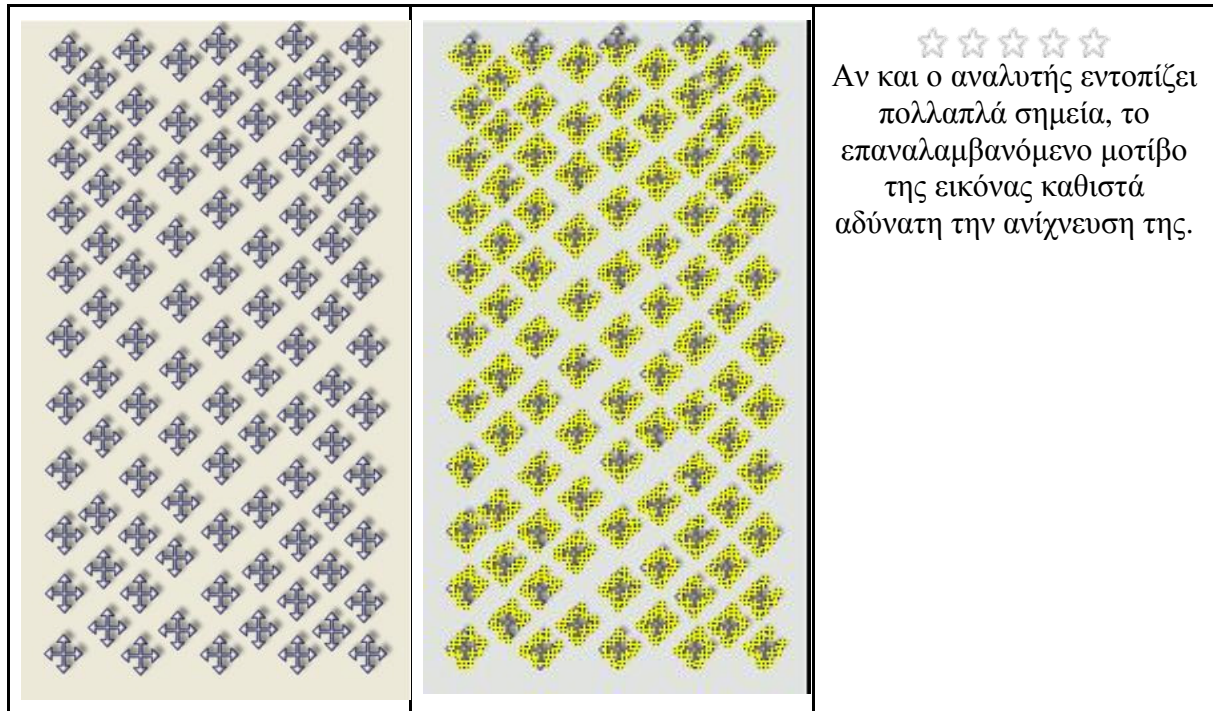 Αν και ο αναλυτής εντοπίζει
πολλαπλά σημεία, το
επαναλαμβανόμενο μοτίβο
της εικόνας καθιστά
αδύνατη την ανίχνευση της.